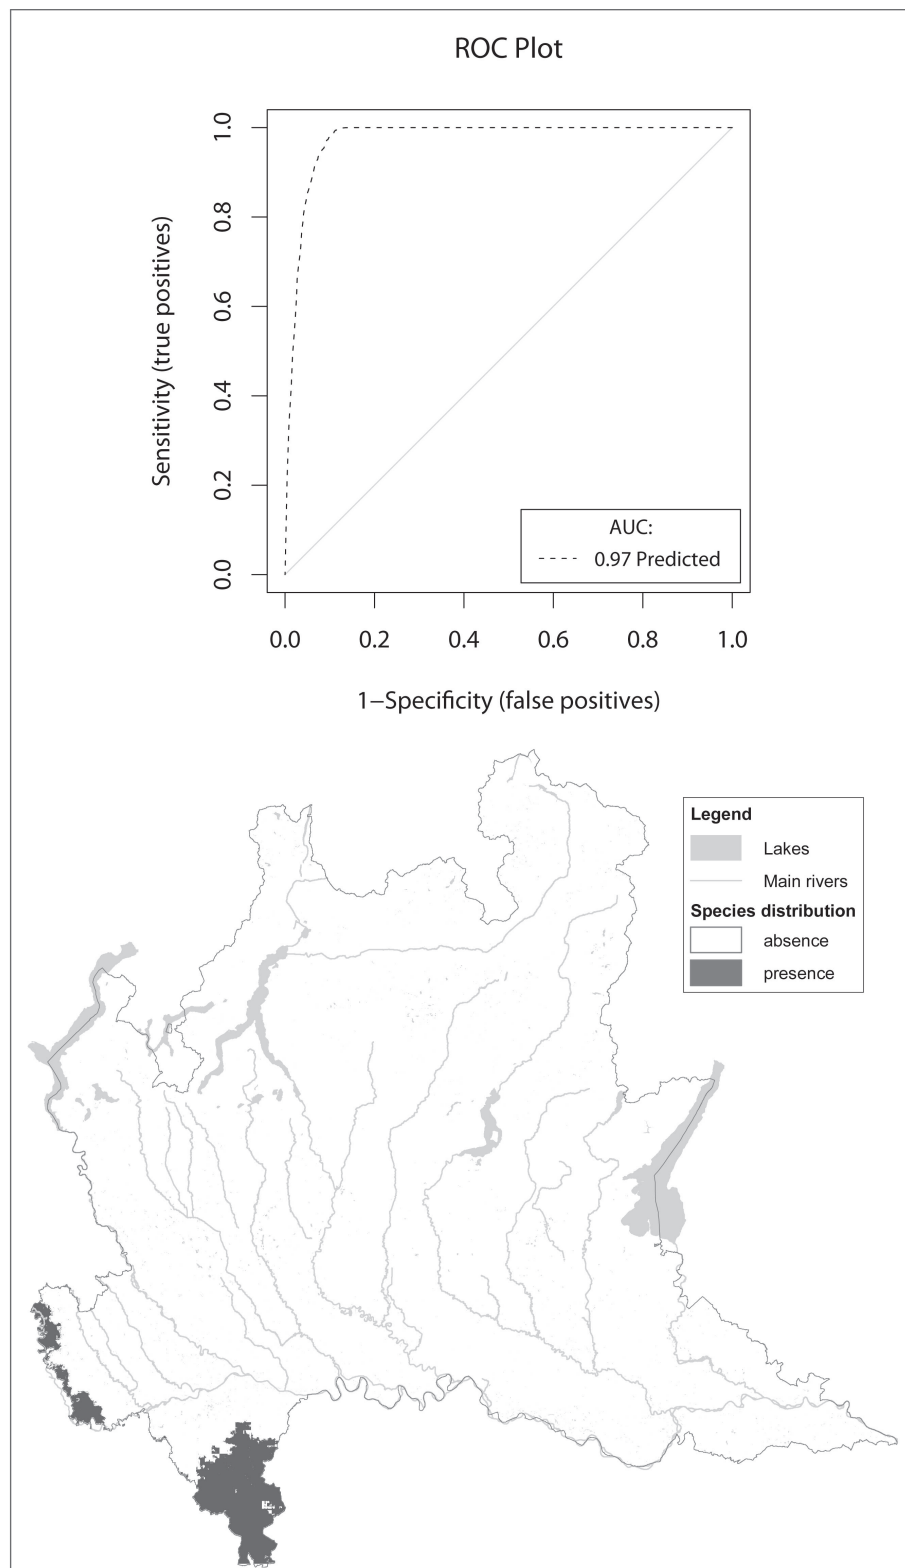 ROC Plot
Sensitivity (true positives)
1.0
0.8
0.6
0.4
0.2
0.0
AUC:
0.97 Predicted
0.0 0.2 0.4 0.6 0.8 1.0
1−Specificity (false positives)
Legend
Lakes
Main rivers
Species distribution
absence
presence